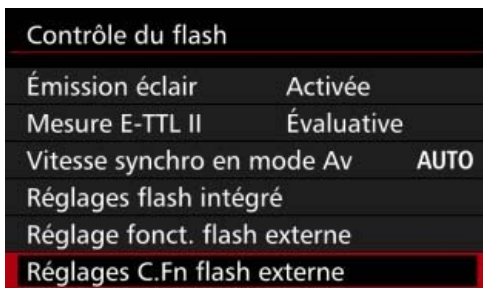 Contrôle du flash
Émission éclair Activée
Mesure E-TTL II Évaluative
Vitesse synchro en mode Av AUTO
Réglages flash intégré
Réglage fonct. flash externe
Réglages C.Fn flash externe